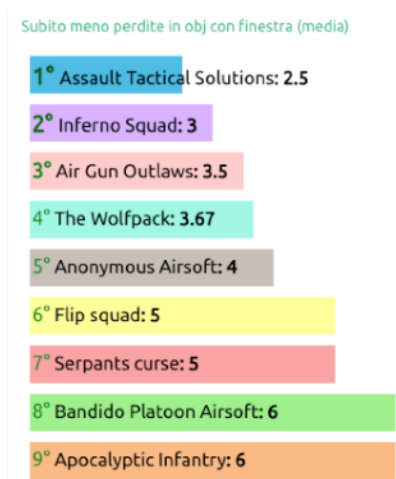 Subito meno perdite in obj con finestra (media)
1° Assault Tactical Solutions: 2.5
2° Inferno Squad: 3
3° Air Gun Outlaws: 3.5
4° The Wolfpack: 3.67
5° Anonymous Airsoft: 4
6° Flip squad: 5
7° Serpants curse: 5
8° Bandido Platoon Airsoft: 6
9° Apocalyptic Infantry: 6